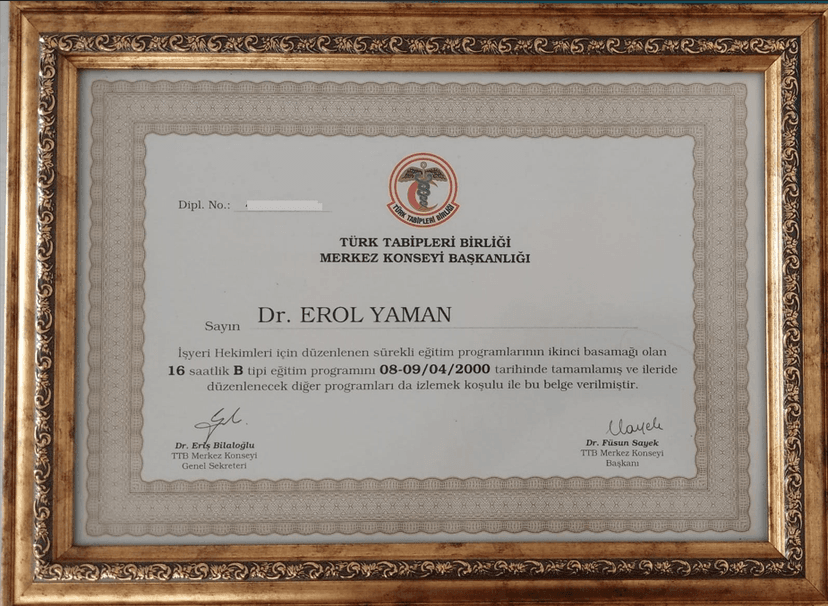 TÜRK TABİPLERİ BİRLİĞİ
Dipl. No.:
TÜRK TABİPLERİ BİRLİĞİ
MERKEZ KONSEYİ BAŞKANLIĞI
Sayın Dr. EROL YAMAN
İşyeri Hekimleri için düzenlenen sürekli eğitim programlarının ikinci basamağı olan
16 saatlik B tipi eğitim programını 08-09/04/2000 tarihinde tamamlamış ve ileride
düzenlenecek diğer programları da izlemek koşulu ile bu belge verilmiştir.
Dr. Eriş Bilaloğlu
TTB Merkez Konseyi
Genel Sekreteri
Dr. Füsun Sayek
TTB Merkez Konseyi
Başkanı